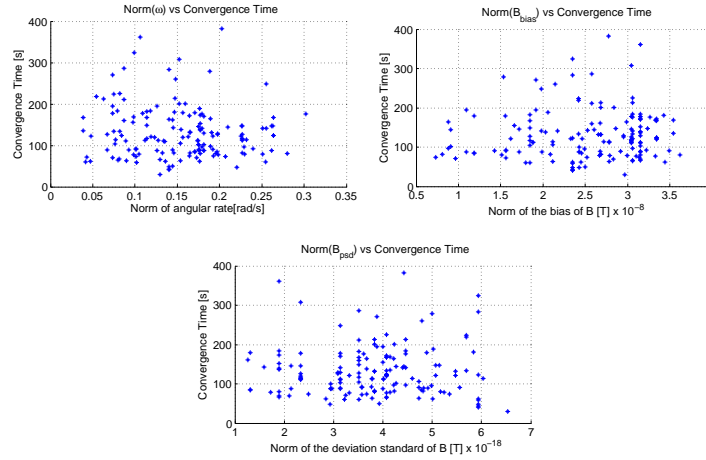 Norm(ω) vs Convergence Time
Convergence Time [s]
400
300
200
100
0
0 0.05 0.1 0.15 0.2 0.25 0.3 0.35
Norm of angular rate[rad/s]
Norm(B_bias) vs Convergence Time
Convergence Time [s]
400
300
200
100
0
0.5 1 1.5 2 2.5 3 3.5
Norm of the bias of B [T] x 10^-8
Norm(B_psd) vs Convergence Time
Convergence Time [s]
400
300
200
100
0
1 2 3 4 5 6 7
Norm of the deviation standard of B [T] x 10^-18